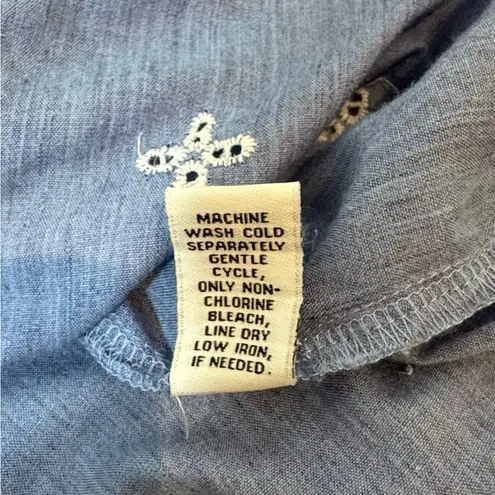 MACHINE
WASH COLD
SEPARATELY
GENTLE
CYCLE,
ONLY NON-
CHLORINE
BLEACH,
LINE DRY
LOW IRON,
IF NEEDED.